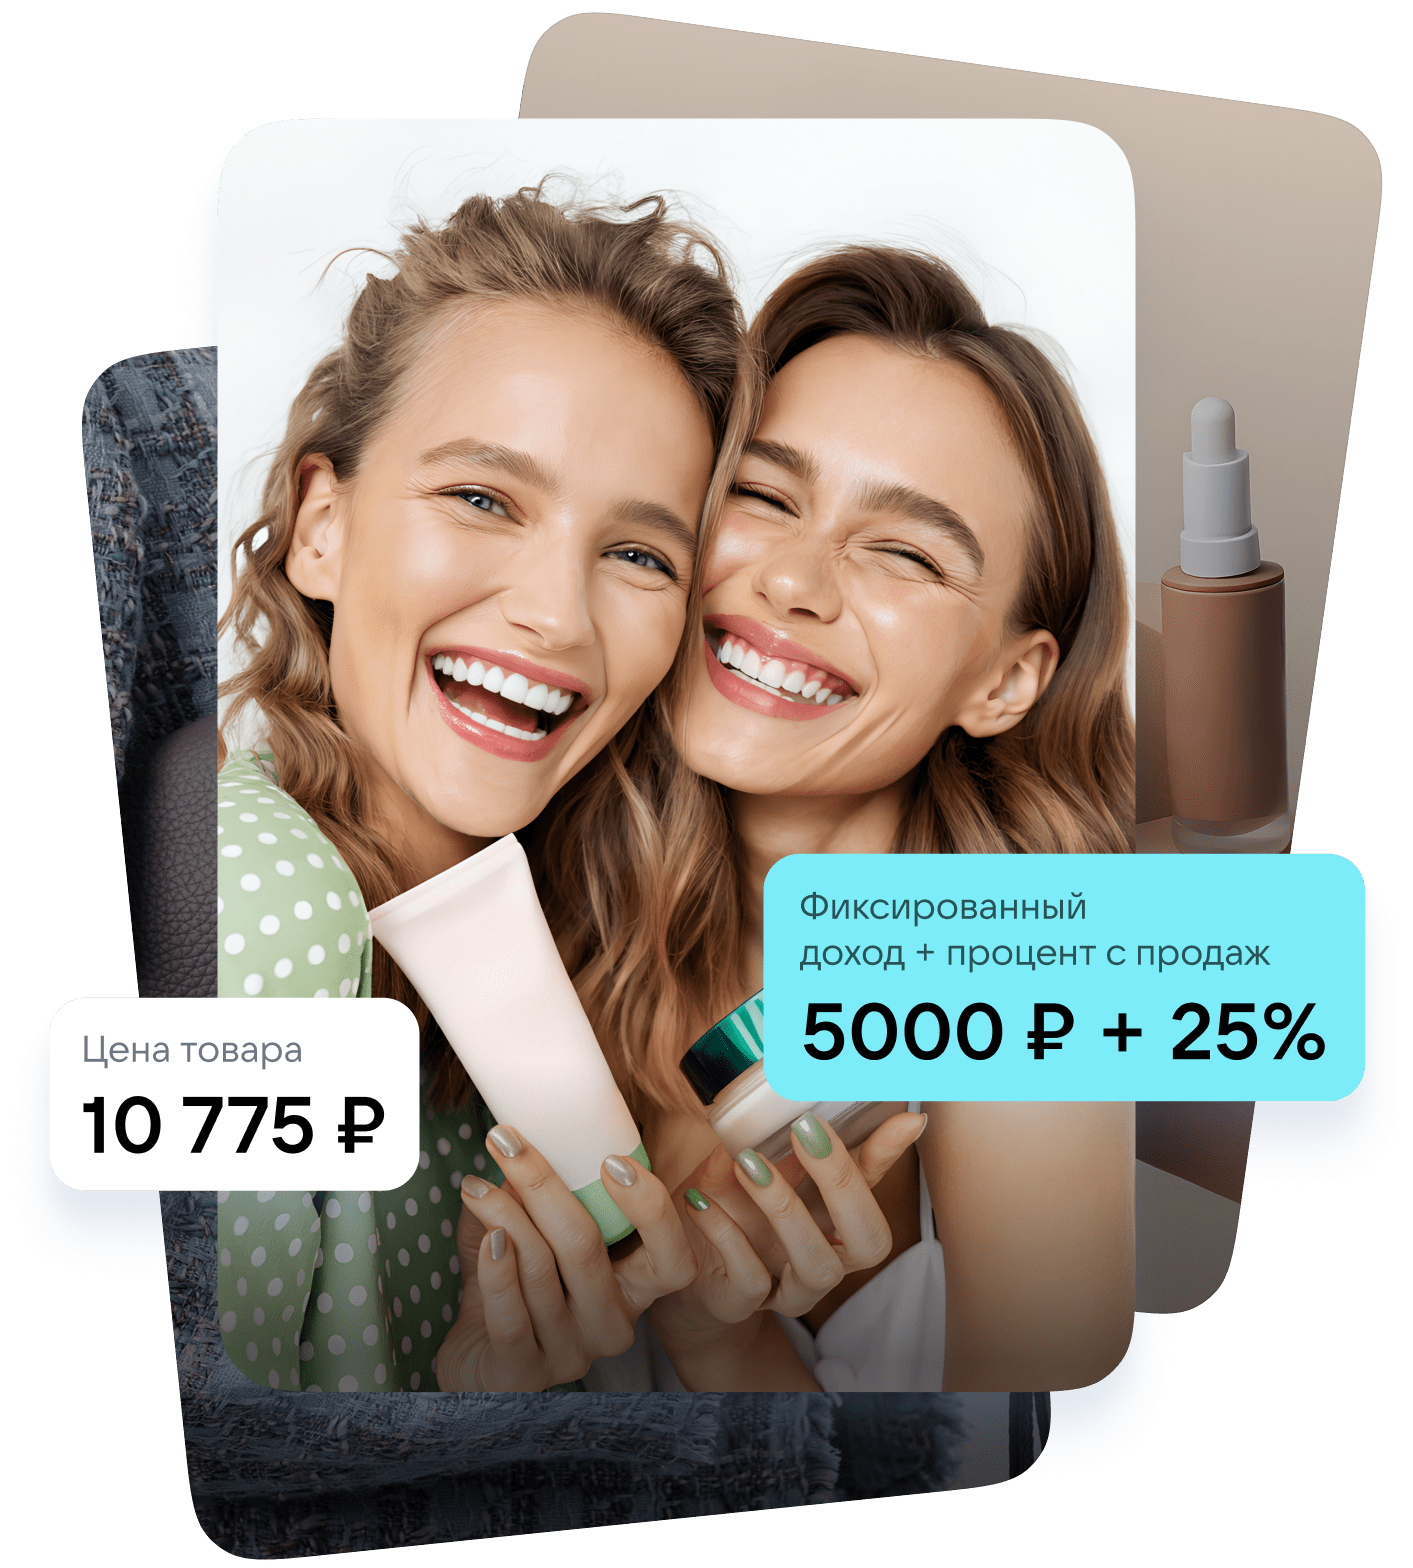 Фиксированный
доход + процент с продаж
5000 ₽ + 25%
Цена товара
10 775 ₽